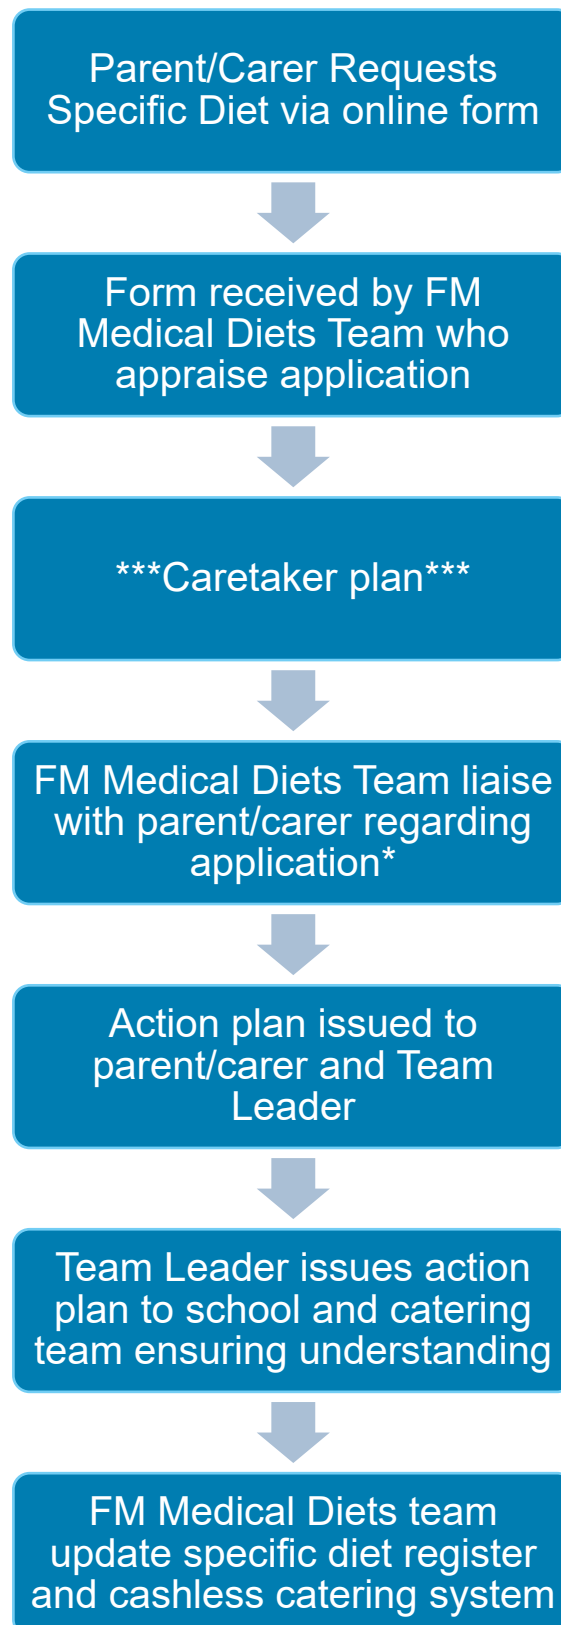 Parent/Carer Requests
Specific Diet via online form
Form received by FM
Medical Diets Team who
appraise application
***Caretaker plan***
FM Medical Diets Team liaise
with parent/carer regarding
application*
Action plan issued to
parent/carer and Team
Leader
Team Leader issues action
plan to school and catering
team ensuring understanding
FM Medical Diets team
update specific diet register
and cashless catering system